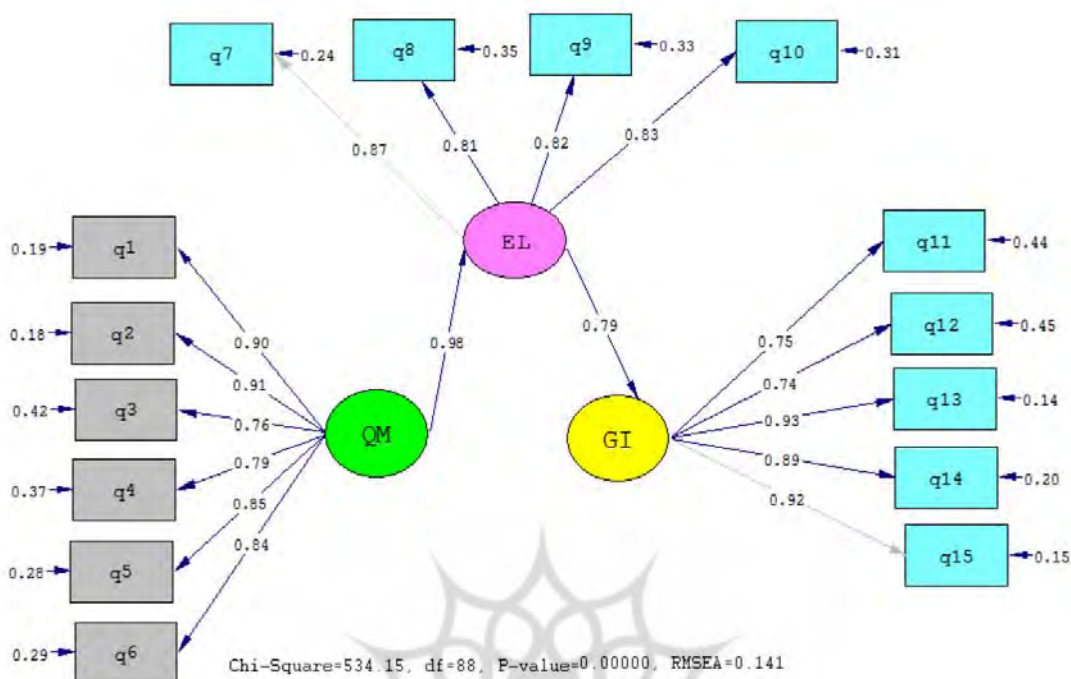 q7
0.24
q8
0.35
q9
0.33
q10
0.31
0.87
0.81
0.82
0.83
EL
0.19
q1
0.18
q2
0.42
q3
0.37
q4
0.28
q5
0.29
q6
0.90
0.91
0.76
0.79
0.85
0.84
QM
0.98
0.79
GI
0.75
0.74
0.93
0.89
0.92
q11
0.44
q12
0.45
q13
0.14
q14
0.20
q15
0.15
Chi-Square=534.15, df=88, P-value=0.00000, RMSEA=0.141